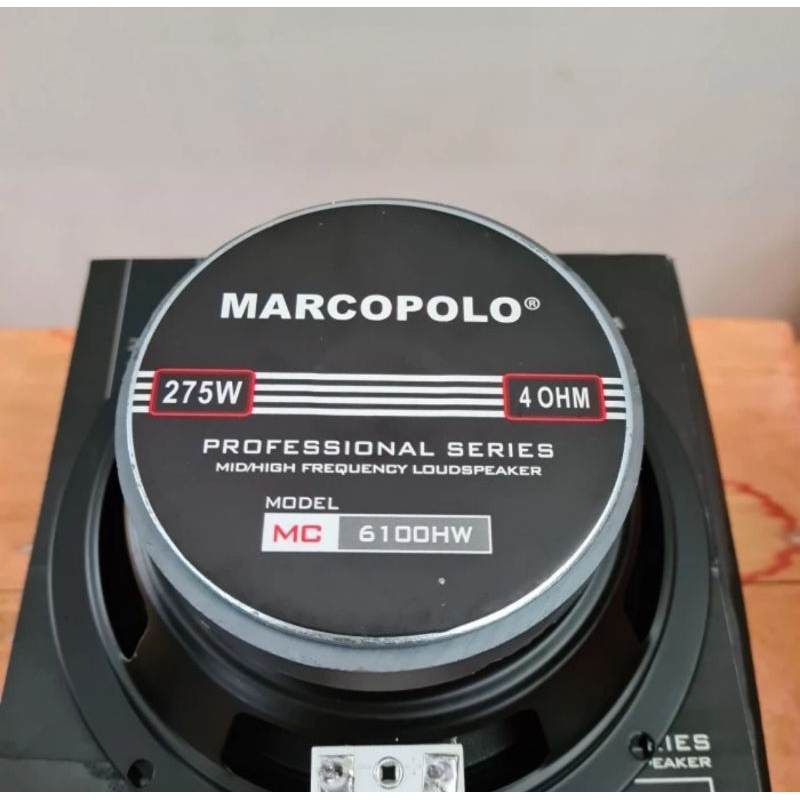 MARCOPOLO®
275W 4 OHM
PROFESSIONAL SERIES
MID/HIGH FREQUENCY LOUDSPEAKER
MODEL
MC 6100HW